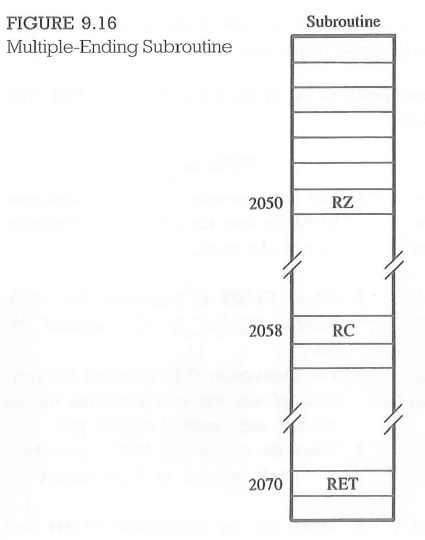 FIGURE 9.16
Multiple-Ending Subroutine
Subroutine
2050 RZ
2058 RC
2070 RET